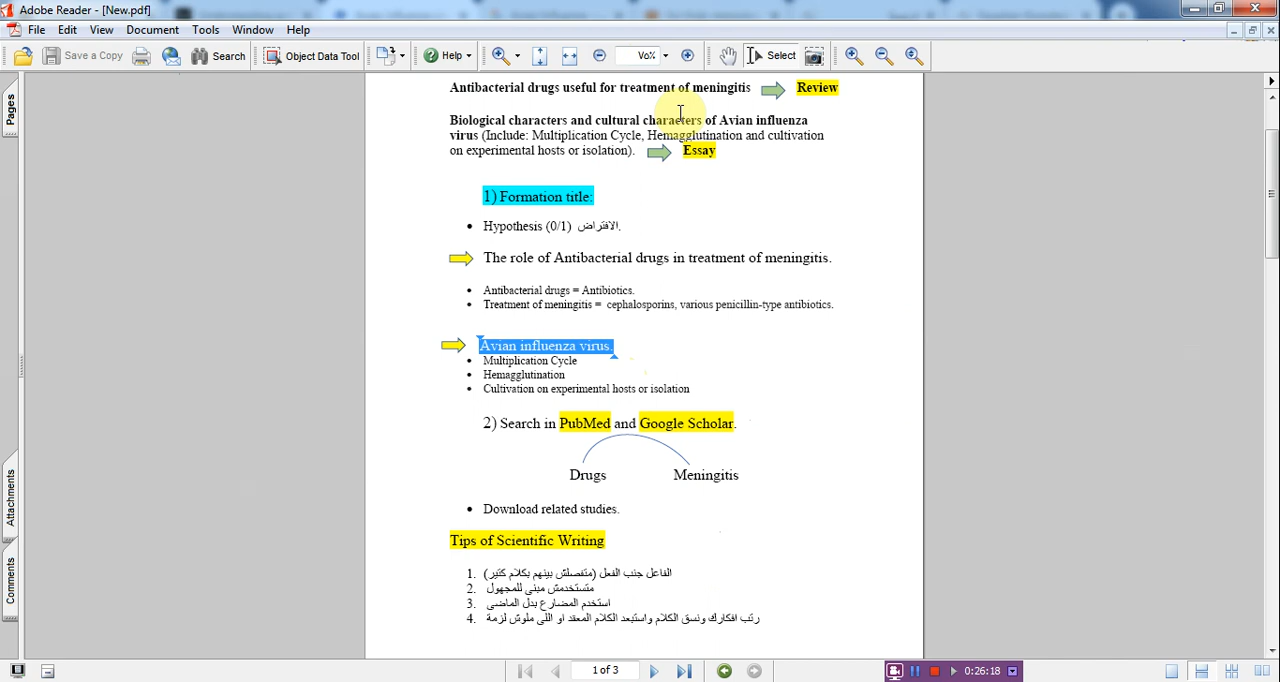 Adobe Reader - [New.pdf]
File Edit View Document Tools Window Help
Save a Copy Search Object Data Tool Help Vo% Select
Pages
Antibacterial drugs useful for treatment of meningitis Review
Biological characters and cultural characters of Avian influenza
virus (Include: Multiplication Cycle, Hemagglutination and cultivation
on experimental hosts or isolation). Essay
1) Formation title:
• Hypothesis (0/1) الافتراض.
The role of Antibacterial drugs in treatment of meningitis.
• Antibacterial drugs = Antibiotics.
• Treatment of meningitis = cephalosporins, various penicillin-type antibiotics.
Avian influenza virus.
• Multiplication Cycle
• Hemagglutination
• Cultivation on experimental hosts or isolation
2) Search in PubMed and Google Scholar.
Drugs Meningitis
• Download related studies.
Attachments
Tips of Scientific Writing
Comments
1. الفاعل جنب الفعل (متفصلش بينهم بكلام كتير)
2. متستخدمش مبنى للمجهول
3. استخدم المضارع بدل الماضى
4. رتب افكارك ونسق الكلام واستبعد الكلام المعقد او اللى ملوش لزمة
1 of 3
0:26:18